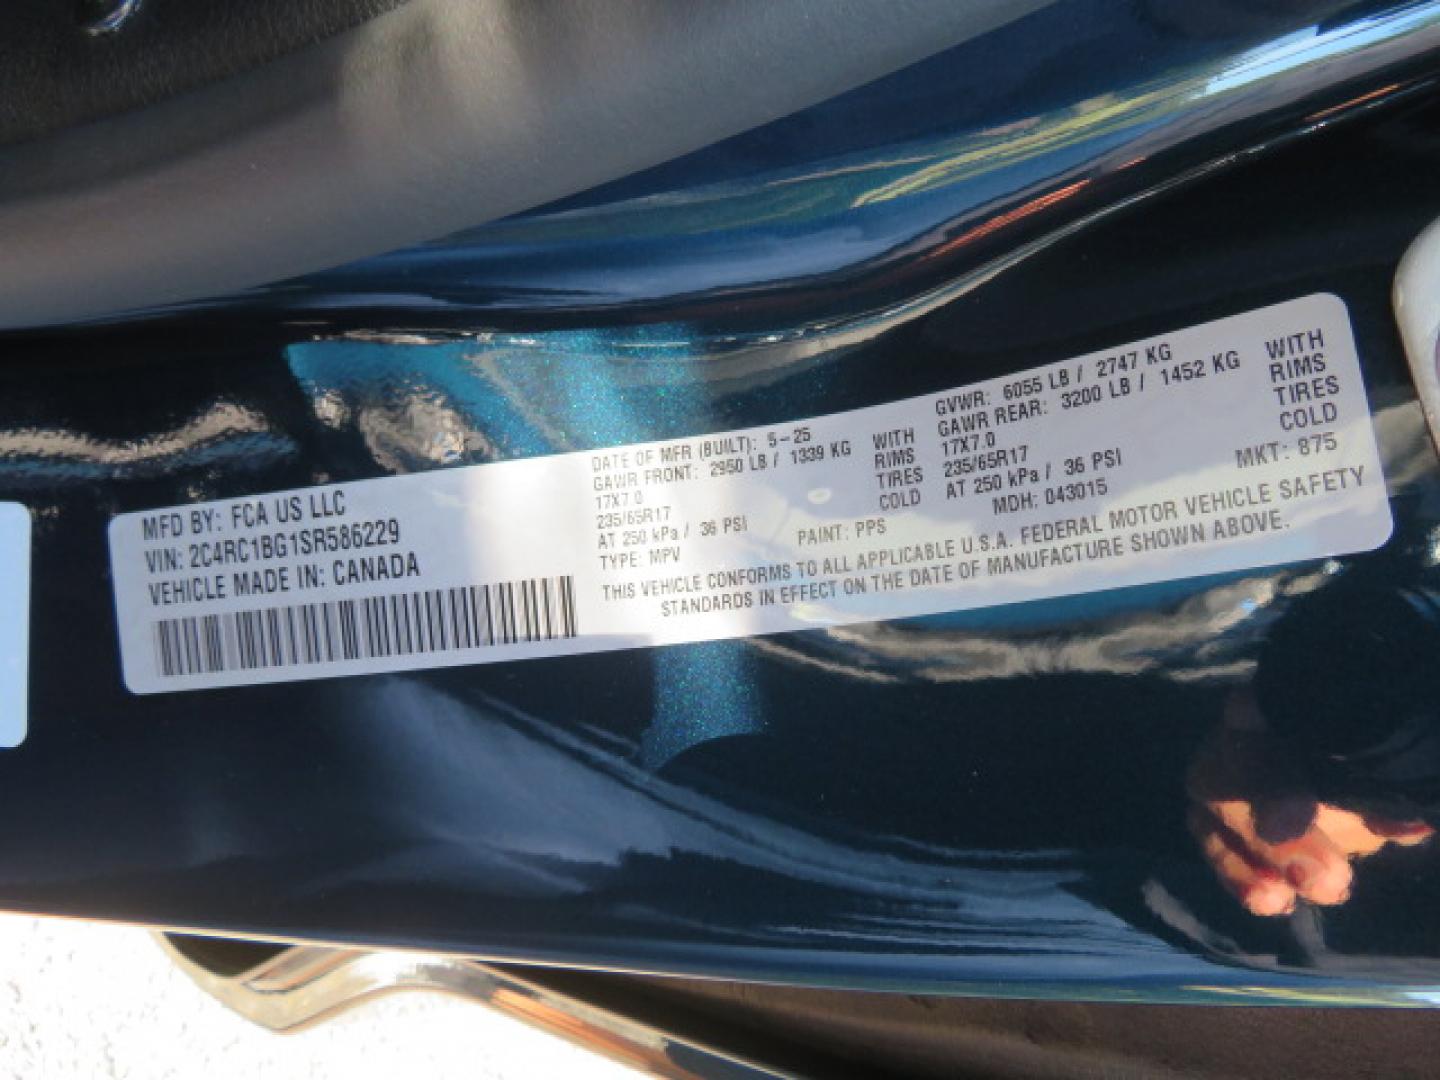 MFD BY: FCA US LLC
VIN: 2C4RC1BG1SR586229
VEHICLE MADE IN: CANADA
DATE OF MFR (BUILT): 5-25
GAWR FRONT: 2950 LB / 1339 KG WITH
17X7.0 RIMS
235/65R17 TIRES
AT 250 kPa / 36 PSI COLD
TYPE: MPV PAINT: PPS
GVWR: 6055 LB / 2747 KG
GAWR REAR: 3200 LB / 1452 KG WITH
17X7.0 RIMS
235/65R17 TIRES
AT 250 kPa / 36 PSI COLD
MDH: 043015 MKT: 875
THIS VEHICLE CONFORMS TO ALL APPLICABLE U.S.A. FEDERAL MOTOR VEHICLE SAFETY
STANDARDS IN EFFECT ON THE DATE OF MANUFACTURE SHOWN ABOVE.